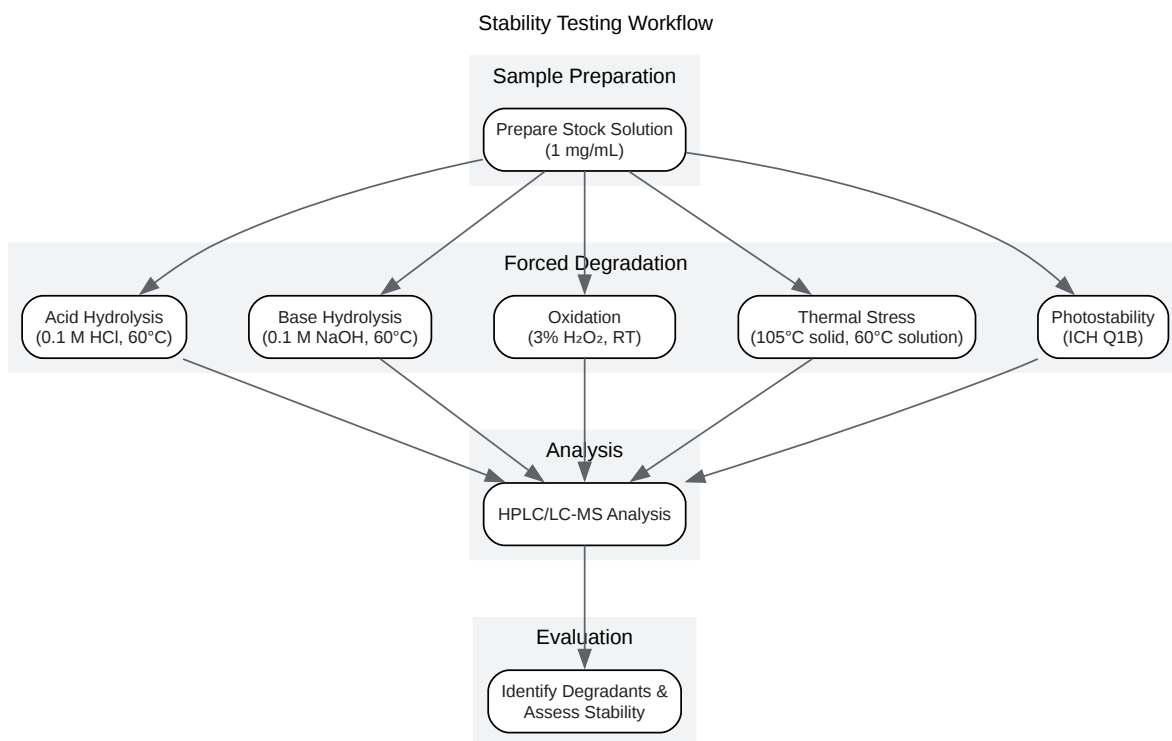 Stability Testing Workflow
Sample Preparation
Prepare Stock Solution
(1 mg/mL)
Forced Degradation
Acid Hydrolysis
(0.1 M HCl, 60°C)
Base Hydrolysis
(0.1 M NaOH, 60°C)
Oxidation
(3% H₂O₂, RT)
Thermal Stress
(105°C solid, 60°C solution)
Photostability
(ICH Q1B)
Analysis
HPLC/LC-MS Analysis
Evaluation
Identify Degradants &
Assess Stability